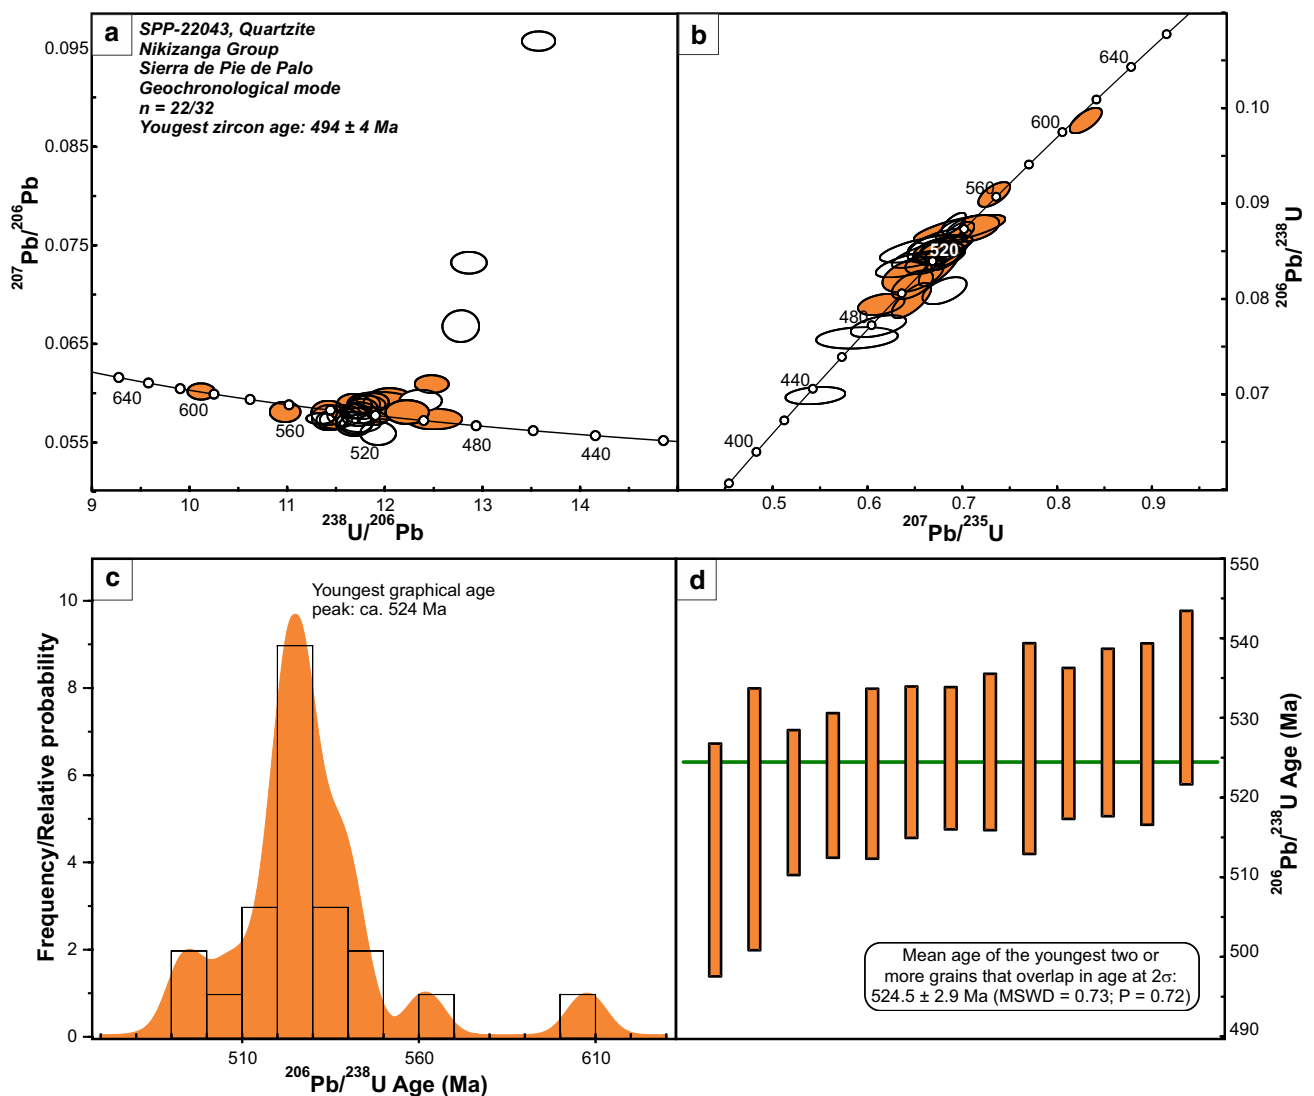 a
SPP-22043, Quartzite
Nikizanga Group
Sierra de Pie de Palo
Geochronological mode
n = 22/32
Yougest zircon age: 494 ± 4 Ma
0.095
0.085
0.075
0.065
0.055
207Pb/206Pb
640
600
560
520
480
440
9
10
11
12
13
14
238U/206Pb
b
640
600
560
520
480
440
400
0.10
0.09
0.08
0.07
206Pb/238U
0.5
0.6
0.7
0.8
0.9
207Pb/235U
c
Youngest graphical age
peak: ca. 524 Ma
10
8
6
4
2
0
Frequency/Relative probability
510
560
610
206Pb/238U Age (Ma)
d
550
540
530
520
510
500
490
206Pb/238U Age (Ma)
Mean age of the youngest two or
more grains that overlap in age at 2σ:
524.5 ± 2.9 Ma (MSWD = 0.73; P = 0.72)